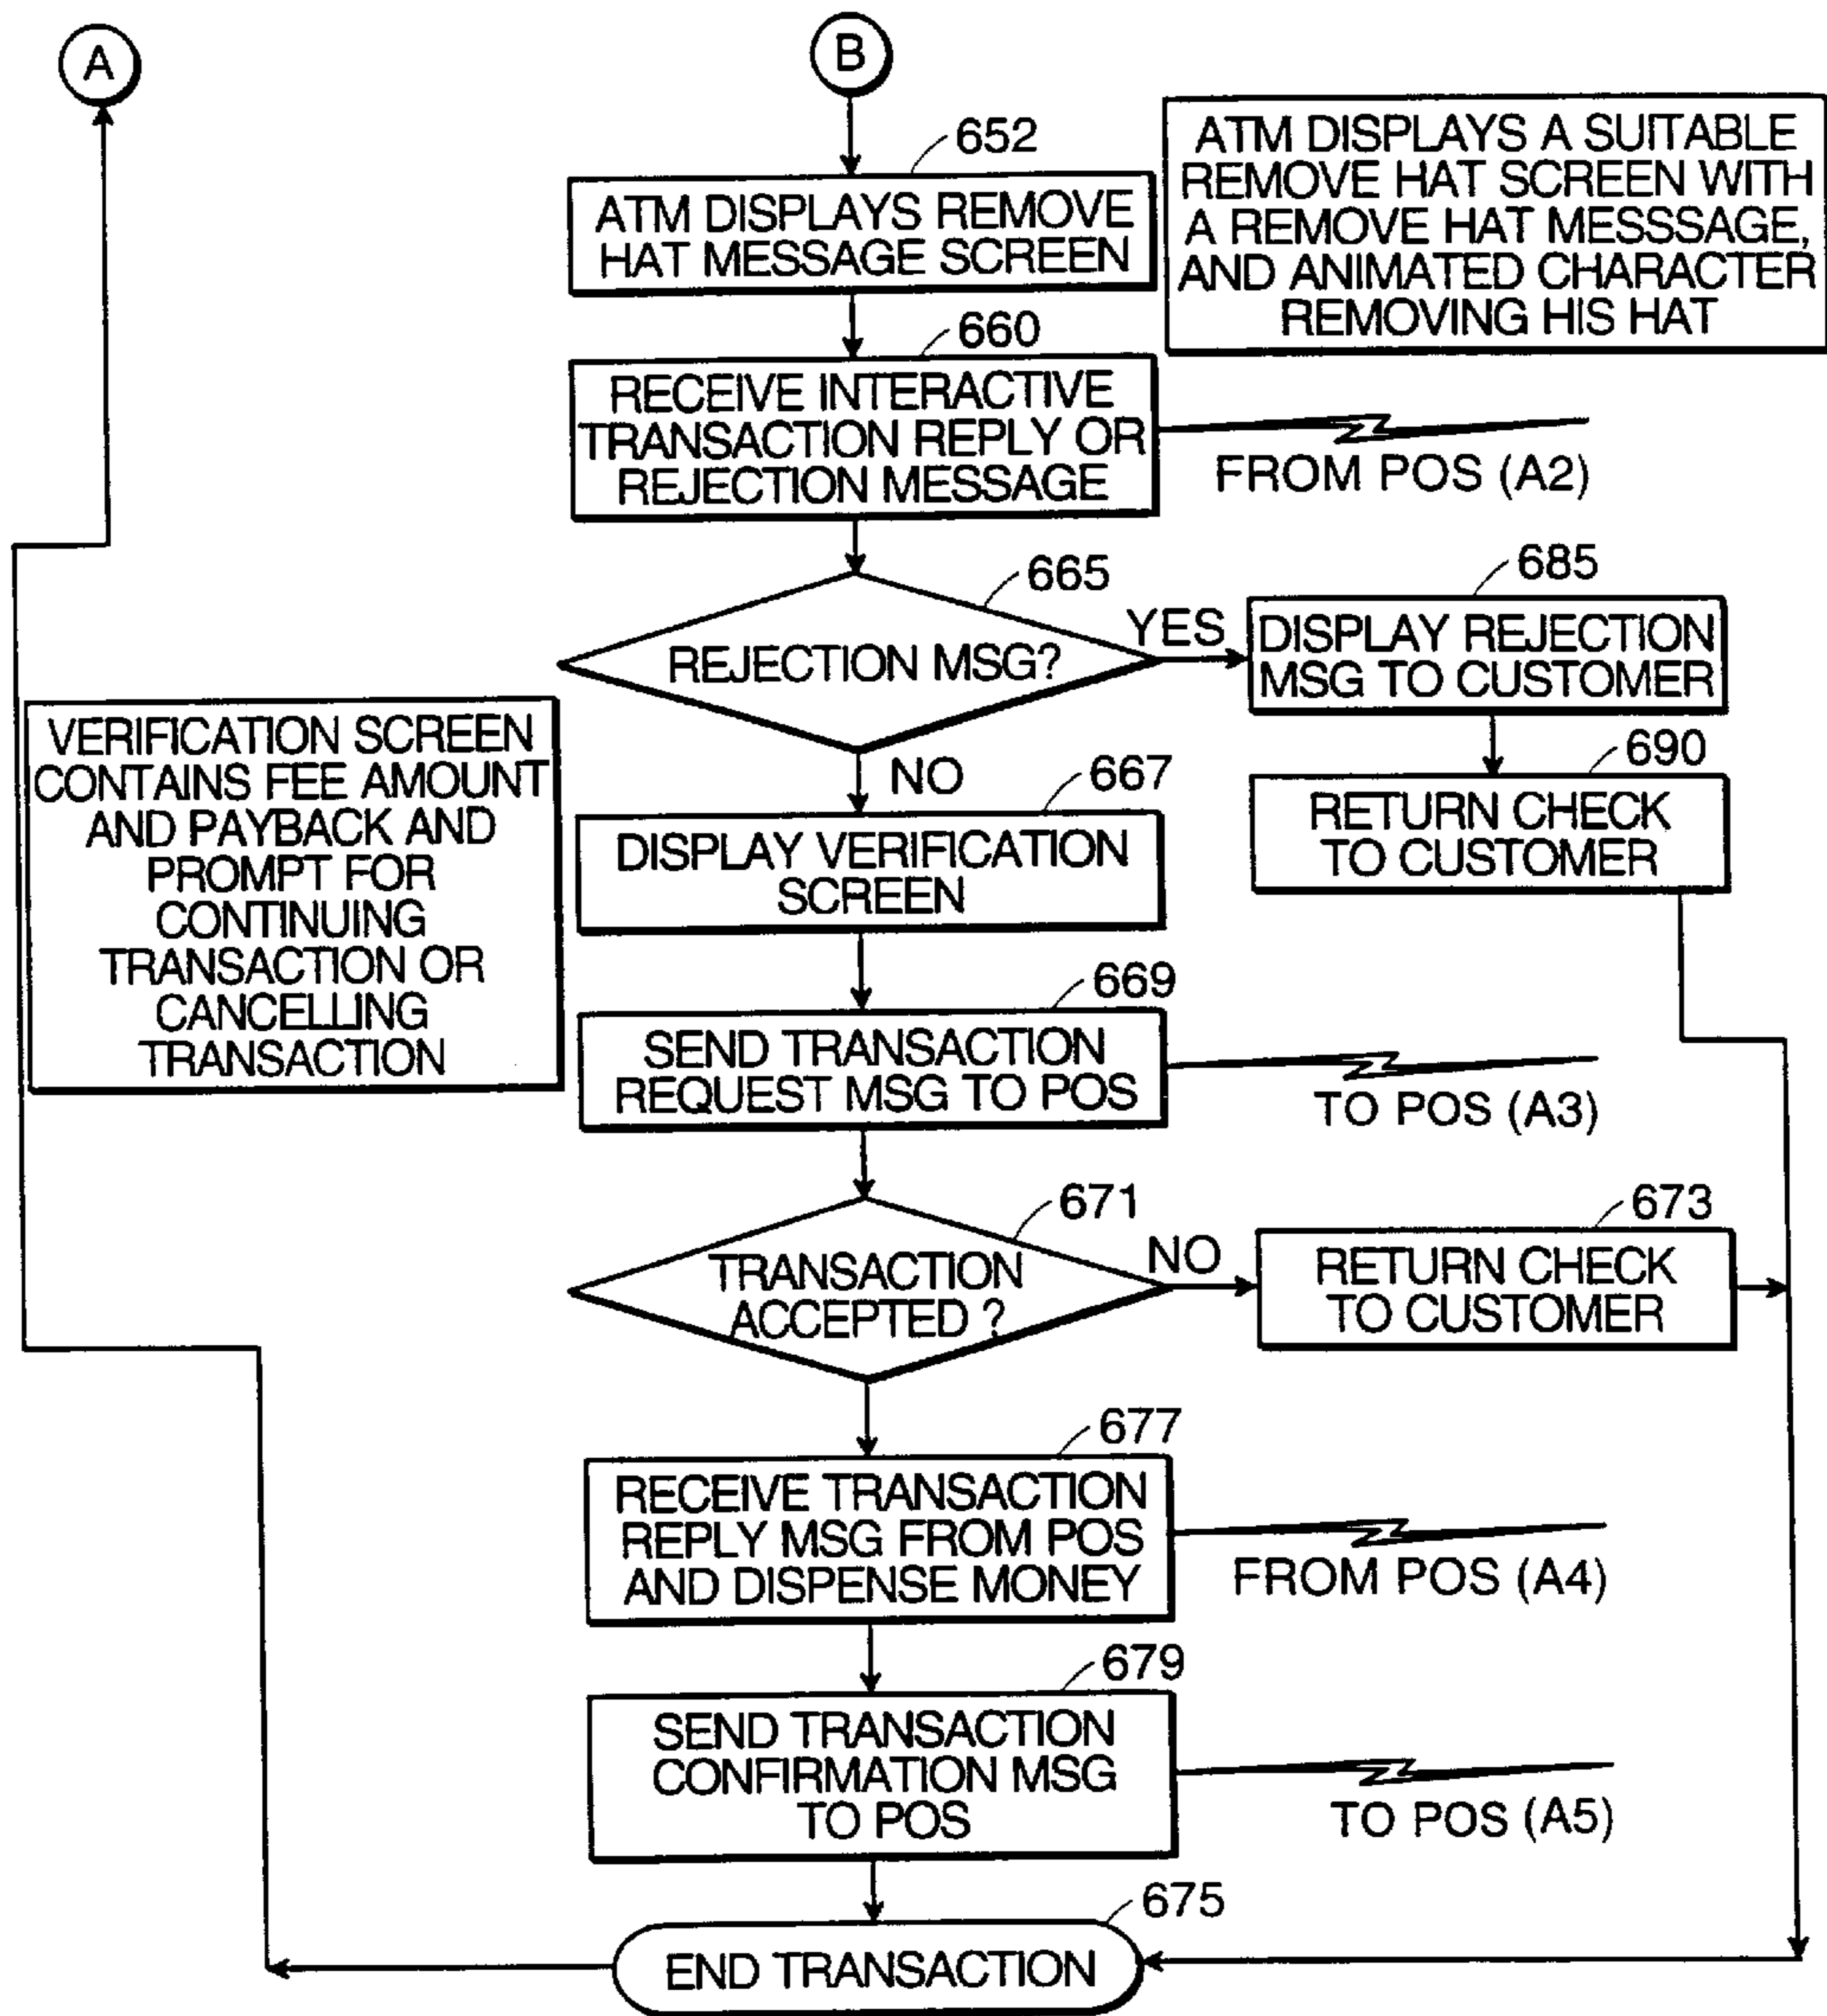 A
B
652
ATM DISPLAYS REMOVE
HAT MESSAGE SCREEN
ATM DISPLAYS A SUITABLE
REMOVE HAT SCREEN WITH
A REMOVE HAT MESSSAGE,
AND ANIMATED CHARACTER
REMOVING HIS HAT
660
RECEIVE INTERACTIVE
TRANSACTION REPLY OR
REJECTION MESSAGE
FROM POS (A2)
665
REJECTION MSG?
YES
685
DISPLAY REJECTION
MSG TO CUSTOMER
690
RETURN CHECK
TO CUSTOMER
NO
667
DISPLAY VERIFICATION
SCREEN
VERIFICATION SCREEN
CONTAINS FEE AMOUNT
AND PAYBACK AND
PROMPT FOR
CONTINUING
TRANSACTION OR
CANCELLING
TRANSACTION
669
SEND TRANSACTION
REQUEST MSG TO POS
TO POS (A3)
671
TRANSACTION
ACCEPTED ?
NO
673
RETURN CHECK
TO CUSTOMER
677
RECEIVE TRANSACTION
REPLY MSG FROM POS
AND DISPENSE MONEY
FROM POS (A4)
679
SEND TRANSACTION
CONFIRMATION MSG
TO POS
TO POS (A5)
675
END TRANSACTION